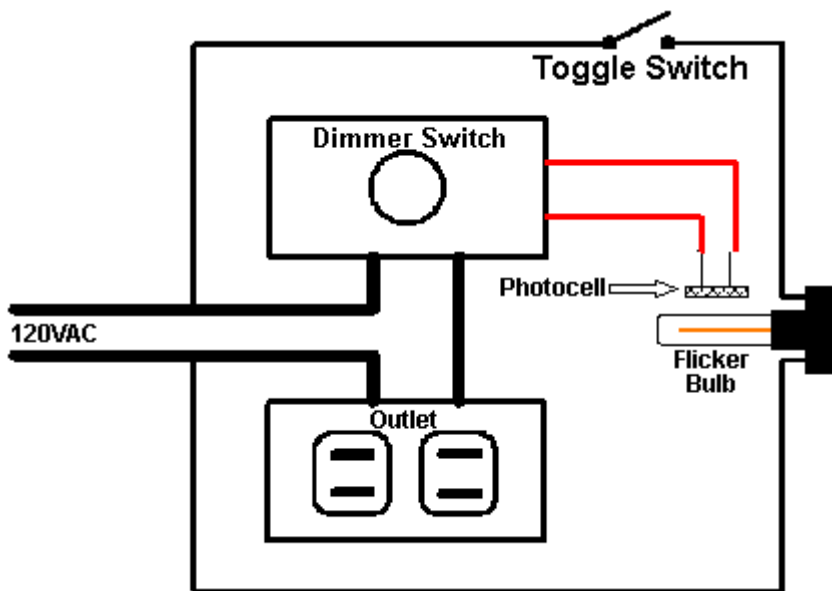 Toggle Switch
Dimmer Switch
Photocell
120VAC
Flicker
Bulb
Outlet